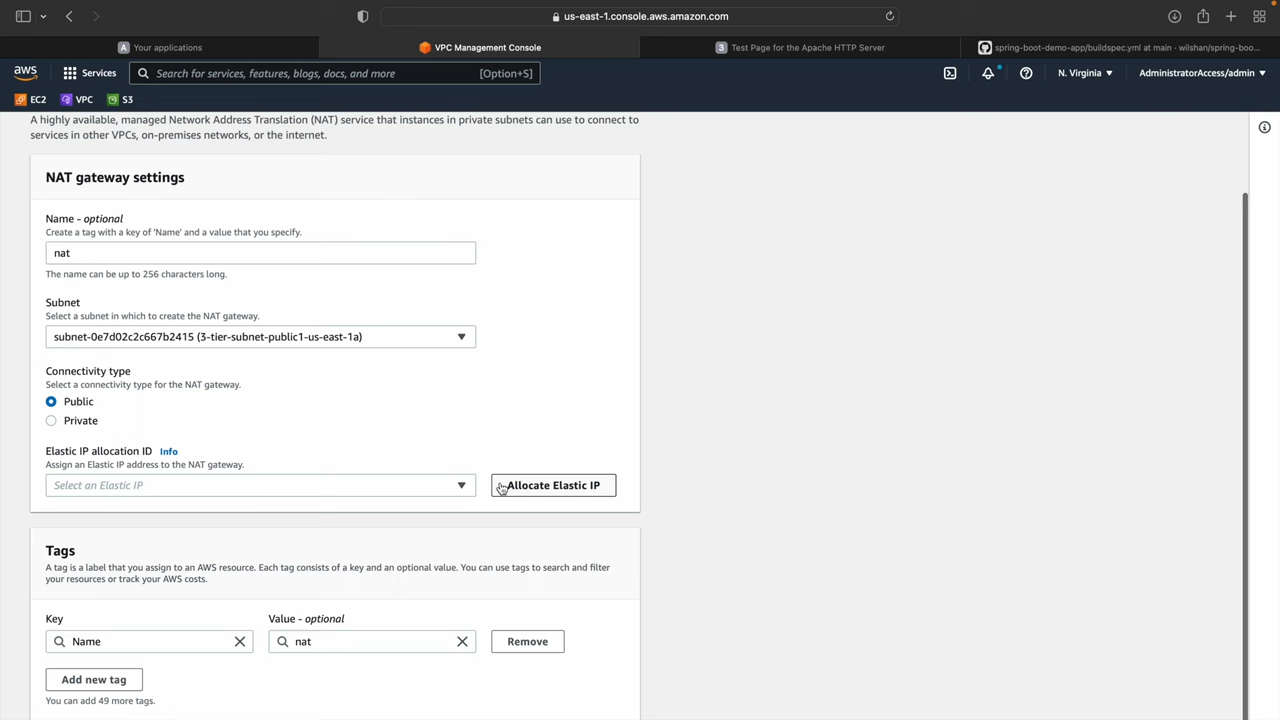 us-east-1.console.aws.amazon.com
A Your applications
VPC Management Console
3 Test Page for the Apache HTTP Server
spring-boot-demo-app/buildspec.yml at main · wilshan/spring-boo...
aws
Services
Search for services, features, blogs, docs, and more
[Option+S]
N. Virginia
AdministratorAccess/admin
EC2
VPC
S3
A highly available, managed Network Address Translation (NAT) service that instances in private subnets can use to connect to
services in other VPCs, on-premises networks, or the internet.
NAT gateway settings
Name - optional
Create a tag with a key of 'Name' and a value that you specify.
nat
The name can be up to 256 characters long.
Subnet
Select a subnet in which to create the NAT gateway.
subnet-0e7d02c2c667b2415 (3-tier-subnet-public1-us-east-1a)
Connectivity type
Select a connectivity type for the NAT gateway.
Public
Private
Elastic IP allocation ID Info
Assign an Elastic IP address to the NAT gateway.
Select an Elastic IP
Allocate Elastic IP
Tags
A tag is a label that you assign to an AWS resource. Each tag consists of a key and an optional value. You can use tags to search and filter
your resources or track your AWS costs.
Key
Value - optional
Name
nat
Remove
Add new tag
You can add 49 more tags.